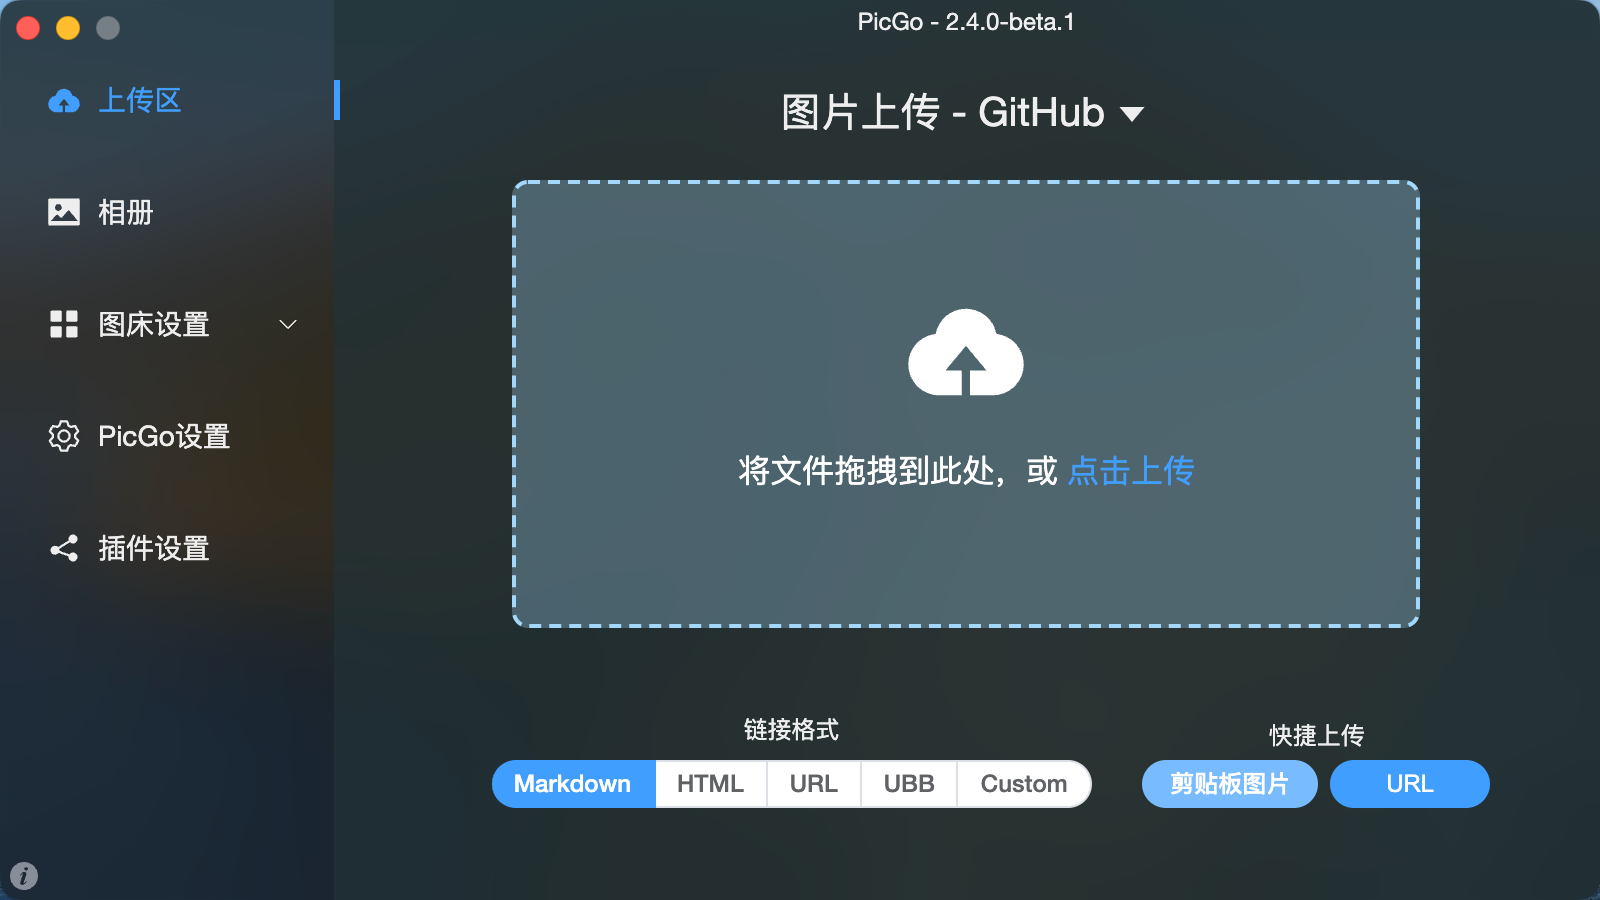 PicGo - 2.4.0-beta.1
上传区
相册
图床设置
PicGo设置
插件设置
图片上传 - GitHub
将文件拖拽到此处，或 点击上传
链接格式
Markdown HTML URL UBB Custom
快捷上传
剪贴板图片 URL
i